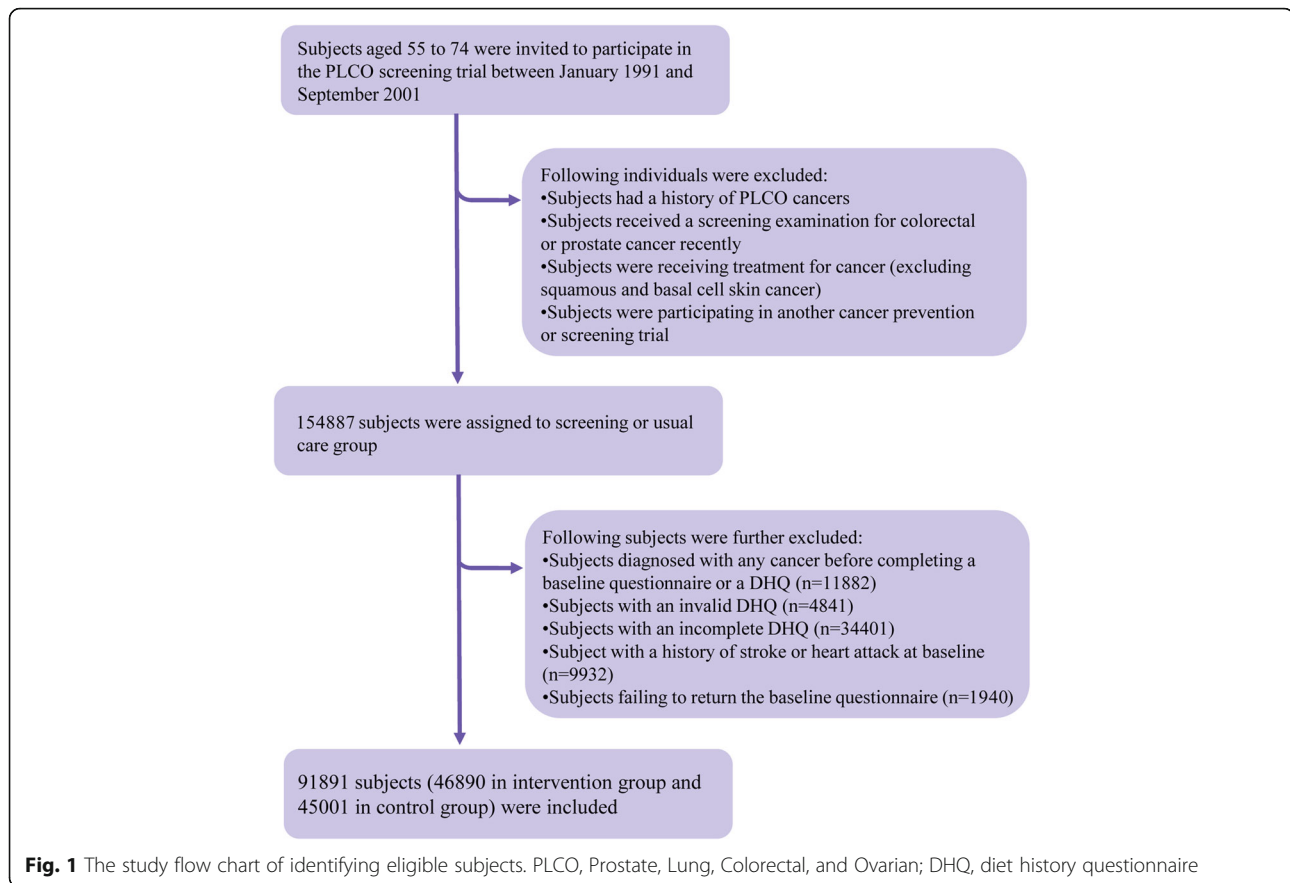 Subjects aged 55 to 74 were invited to participate in
the PLCO screening trial between January 1991 and
September 2001
Following individuals were excluded:
•Subjects had a history of PLCO cancers
•Subjects received a screening examination for colorectal
or prostate cancer recently
•Subjects were receiving treatment for cancer (excluding
squamous and basal cell skin cancer)
•Subjects were participating in another cancer prevention
or screening trial
154887 subjects were assigned to screening or usual
care group
Following subjects were further excluded:
•Subjects diagnosed with any cancer before completing a
baseline questionnaire or a DHQ (n=11882)
•Subjects with an invalid DHQ (n=4841)
•Subjects with an incomplete DHQ (n=34401)
•Subject with a history of stroke or heart attack at baseline
(n=9932)
•Subjects failing to return the baseline questionnaire (n=1940)
91891 subjects (46890 in intervention group and
45001 in control group) were included
Fig. 1 The study flow chart of identifying eligible subjects. PLCO, Prostate, Lung, Colorectal, and Ovarian; DHQ, diet history questionnaire